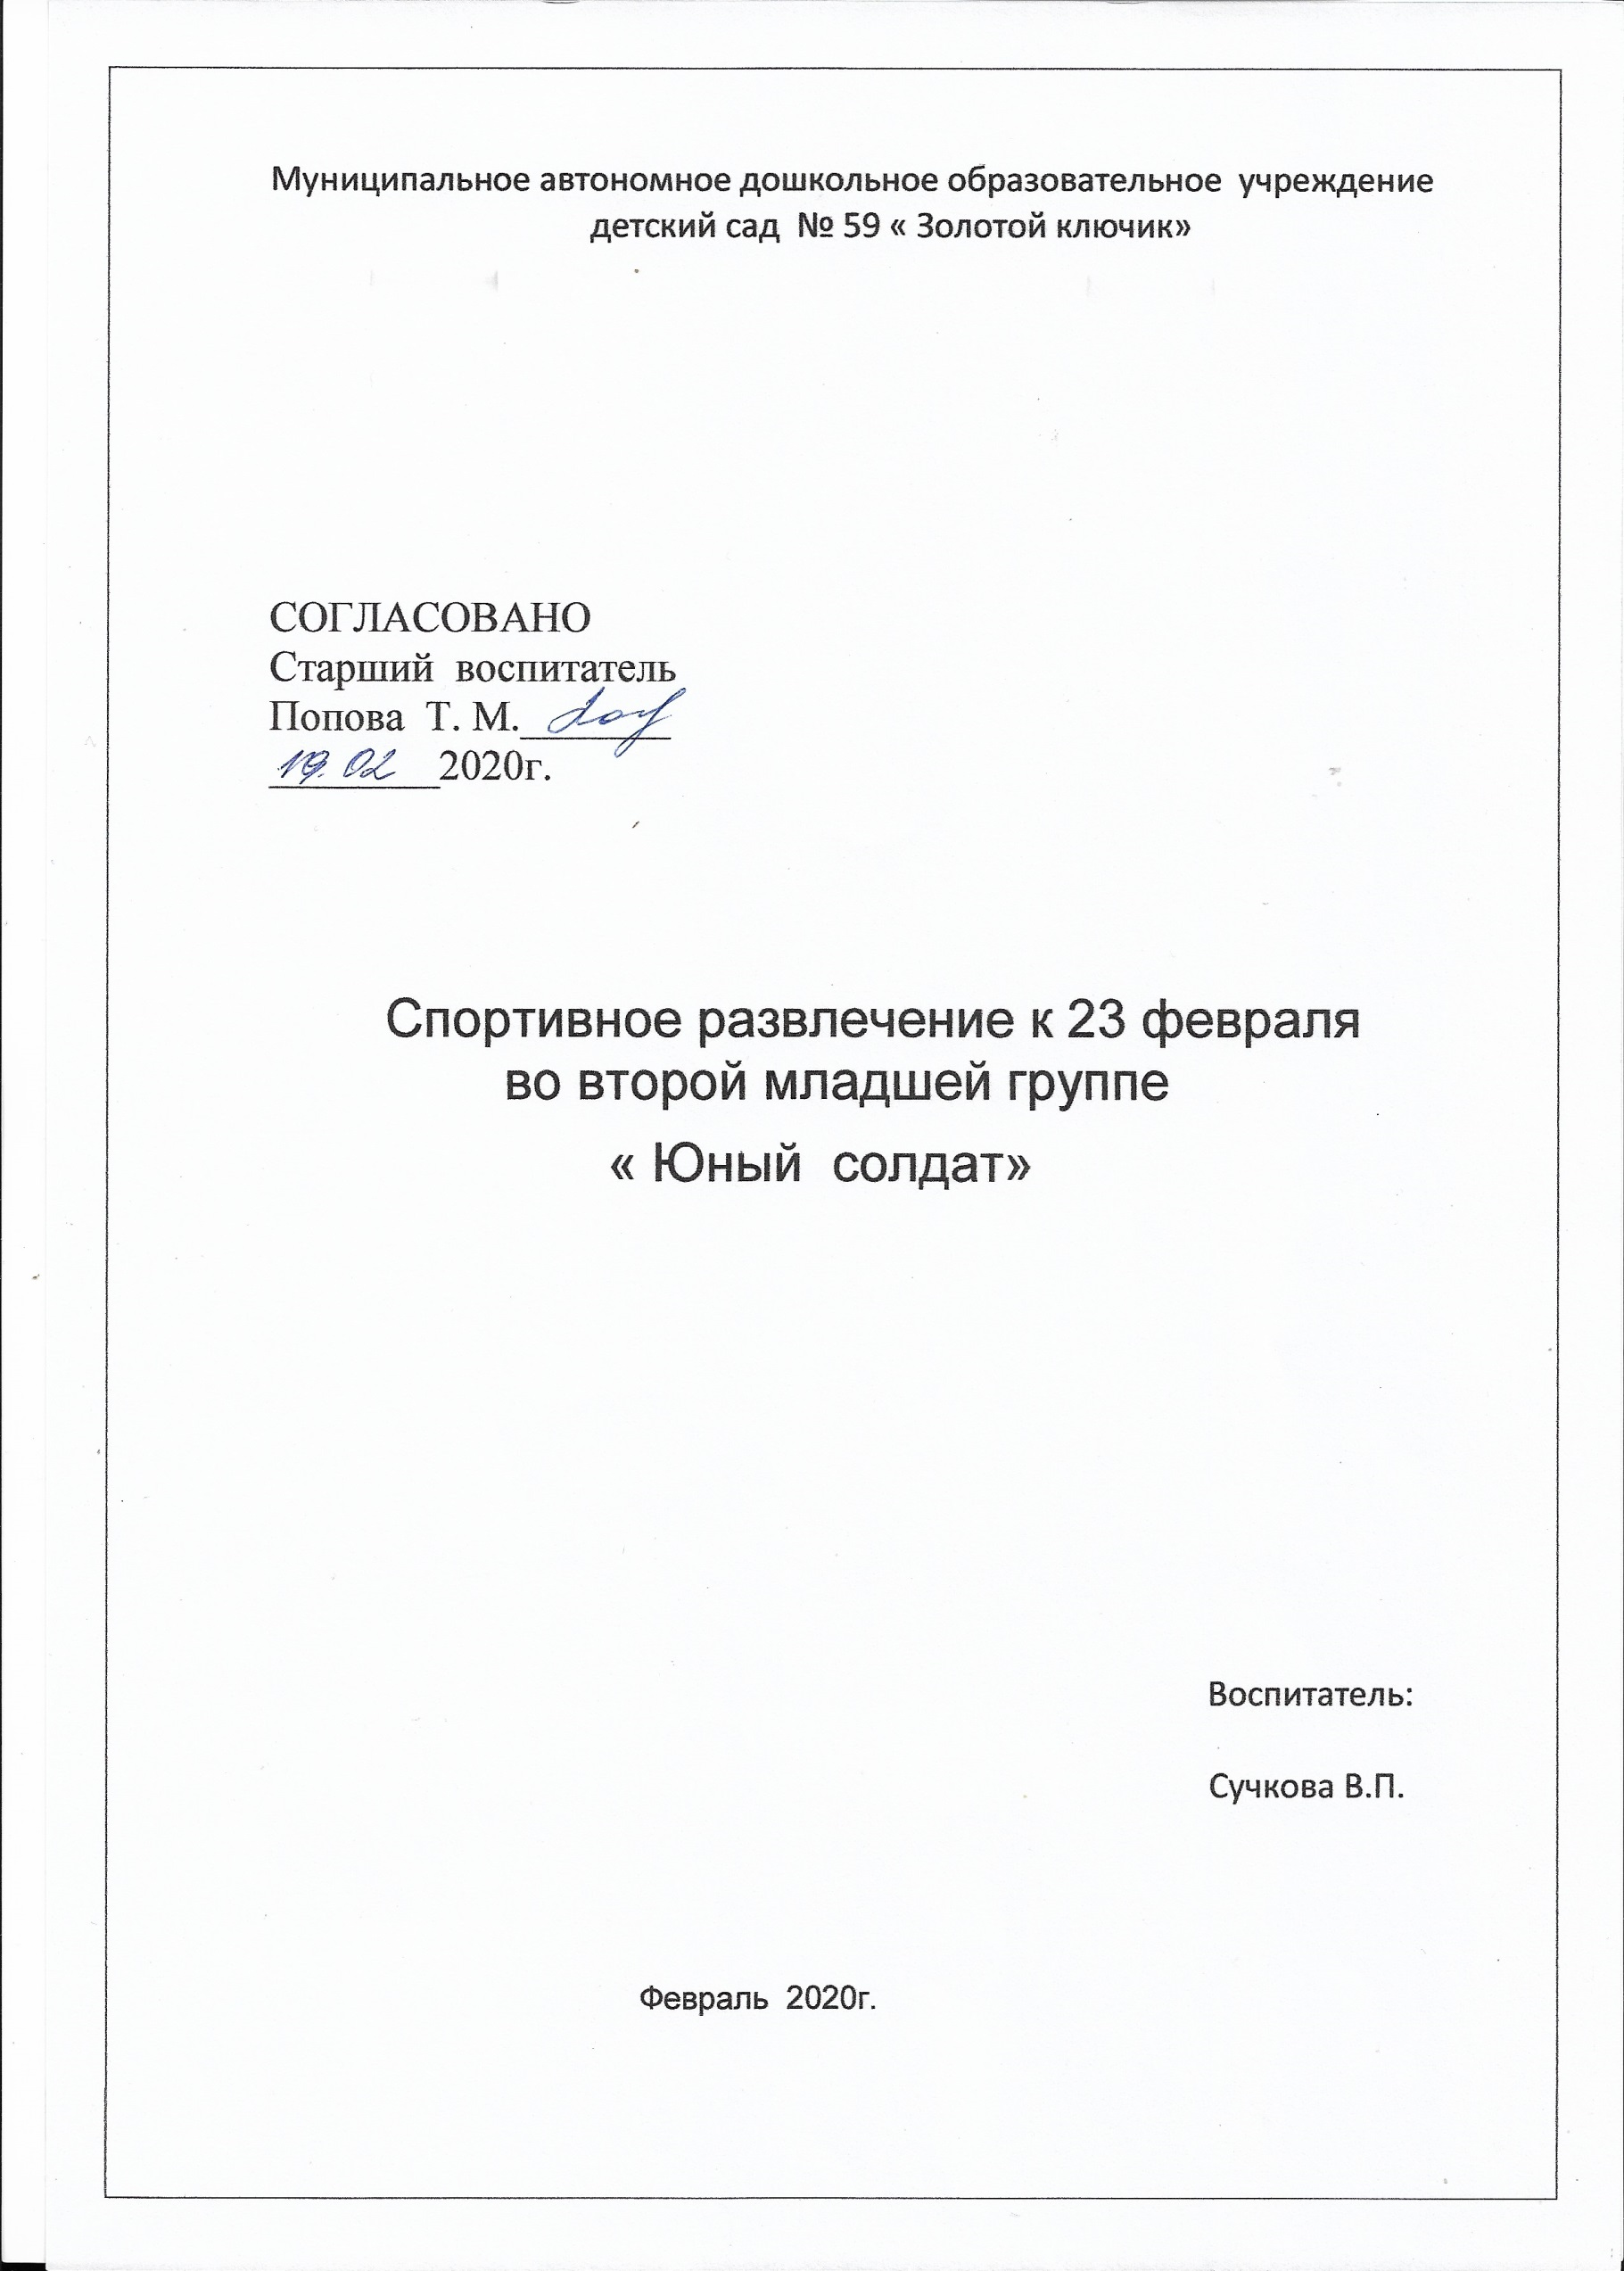 Муниципальное автономное дошкольное образовательное учреждение
детский сад № 59 « Золотой ключик»
СОГЛАСОВАНО
Старший воспитатель
Попова Т. М.________
19.02 2020г.
Спортивное развлечение к 23 февраля
во второй младшей группе
« Юный солдат»
Воспитатель:
Сучкова В.П.
Февраль 2020г.